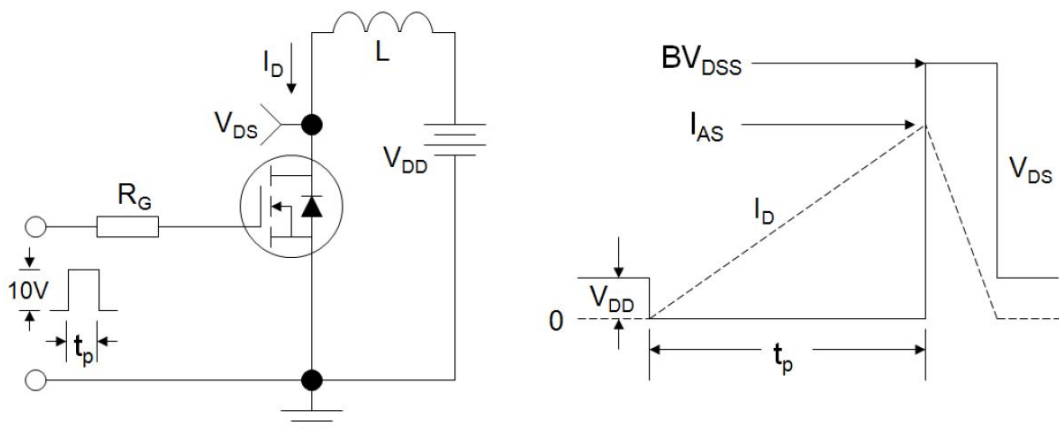 L
I_D
V_DS
V_DD
R_G
10V
t_p
BV_DSS
I_AS
V_DS
I_D
V_DD
0
t_p